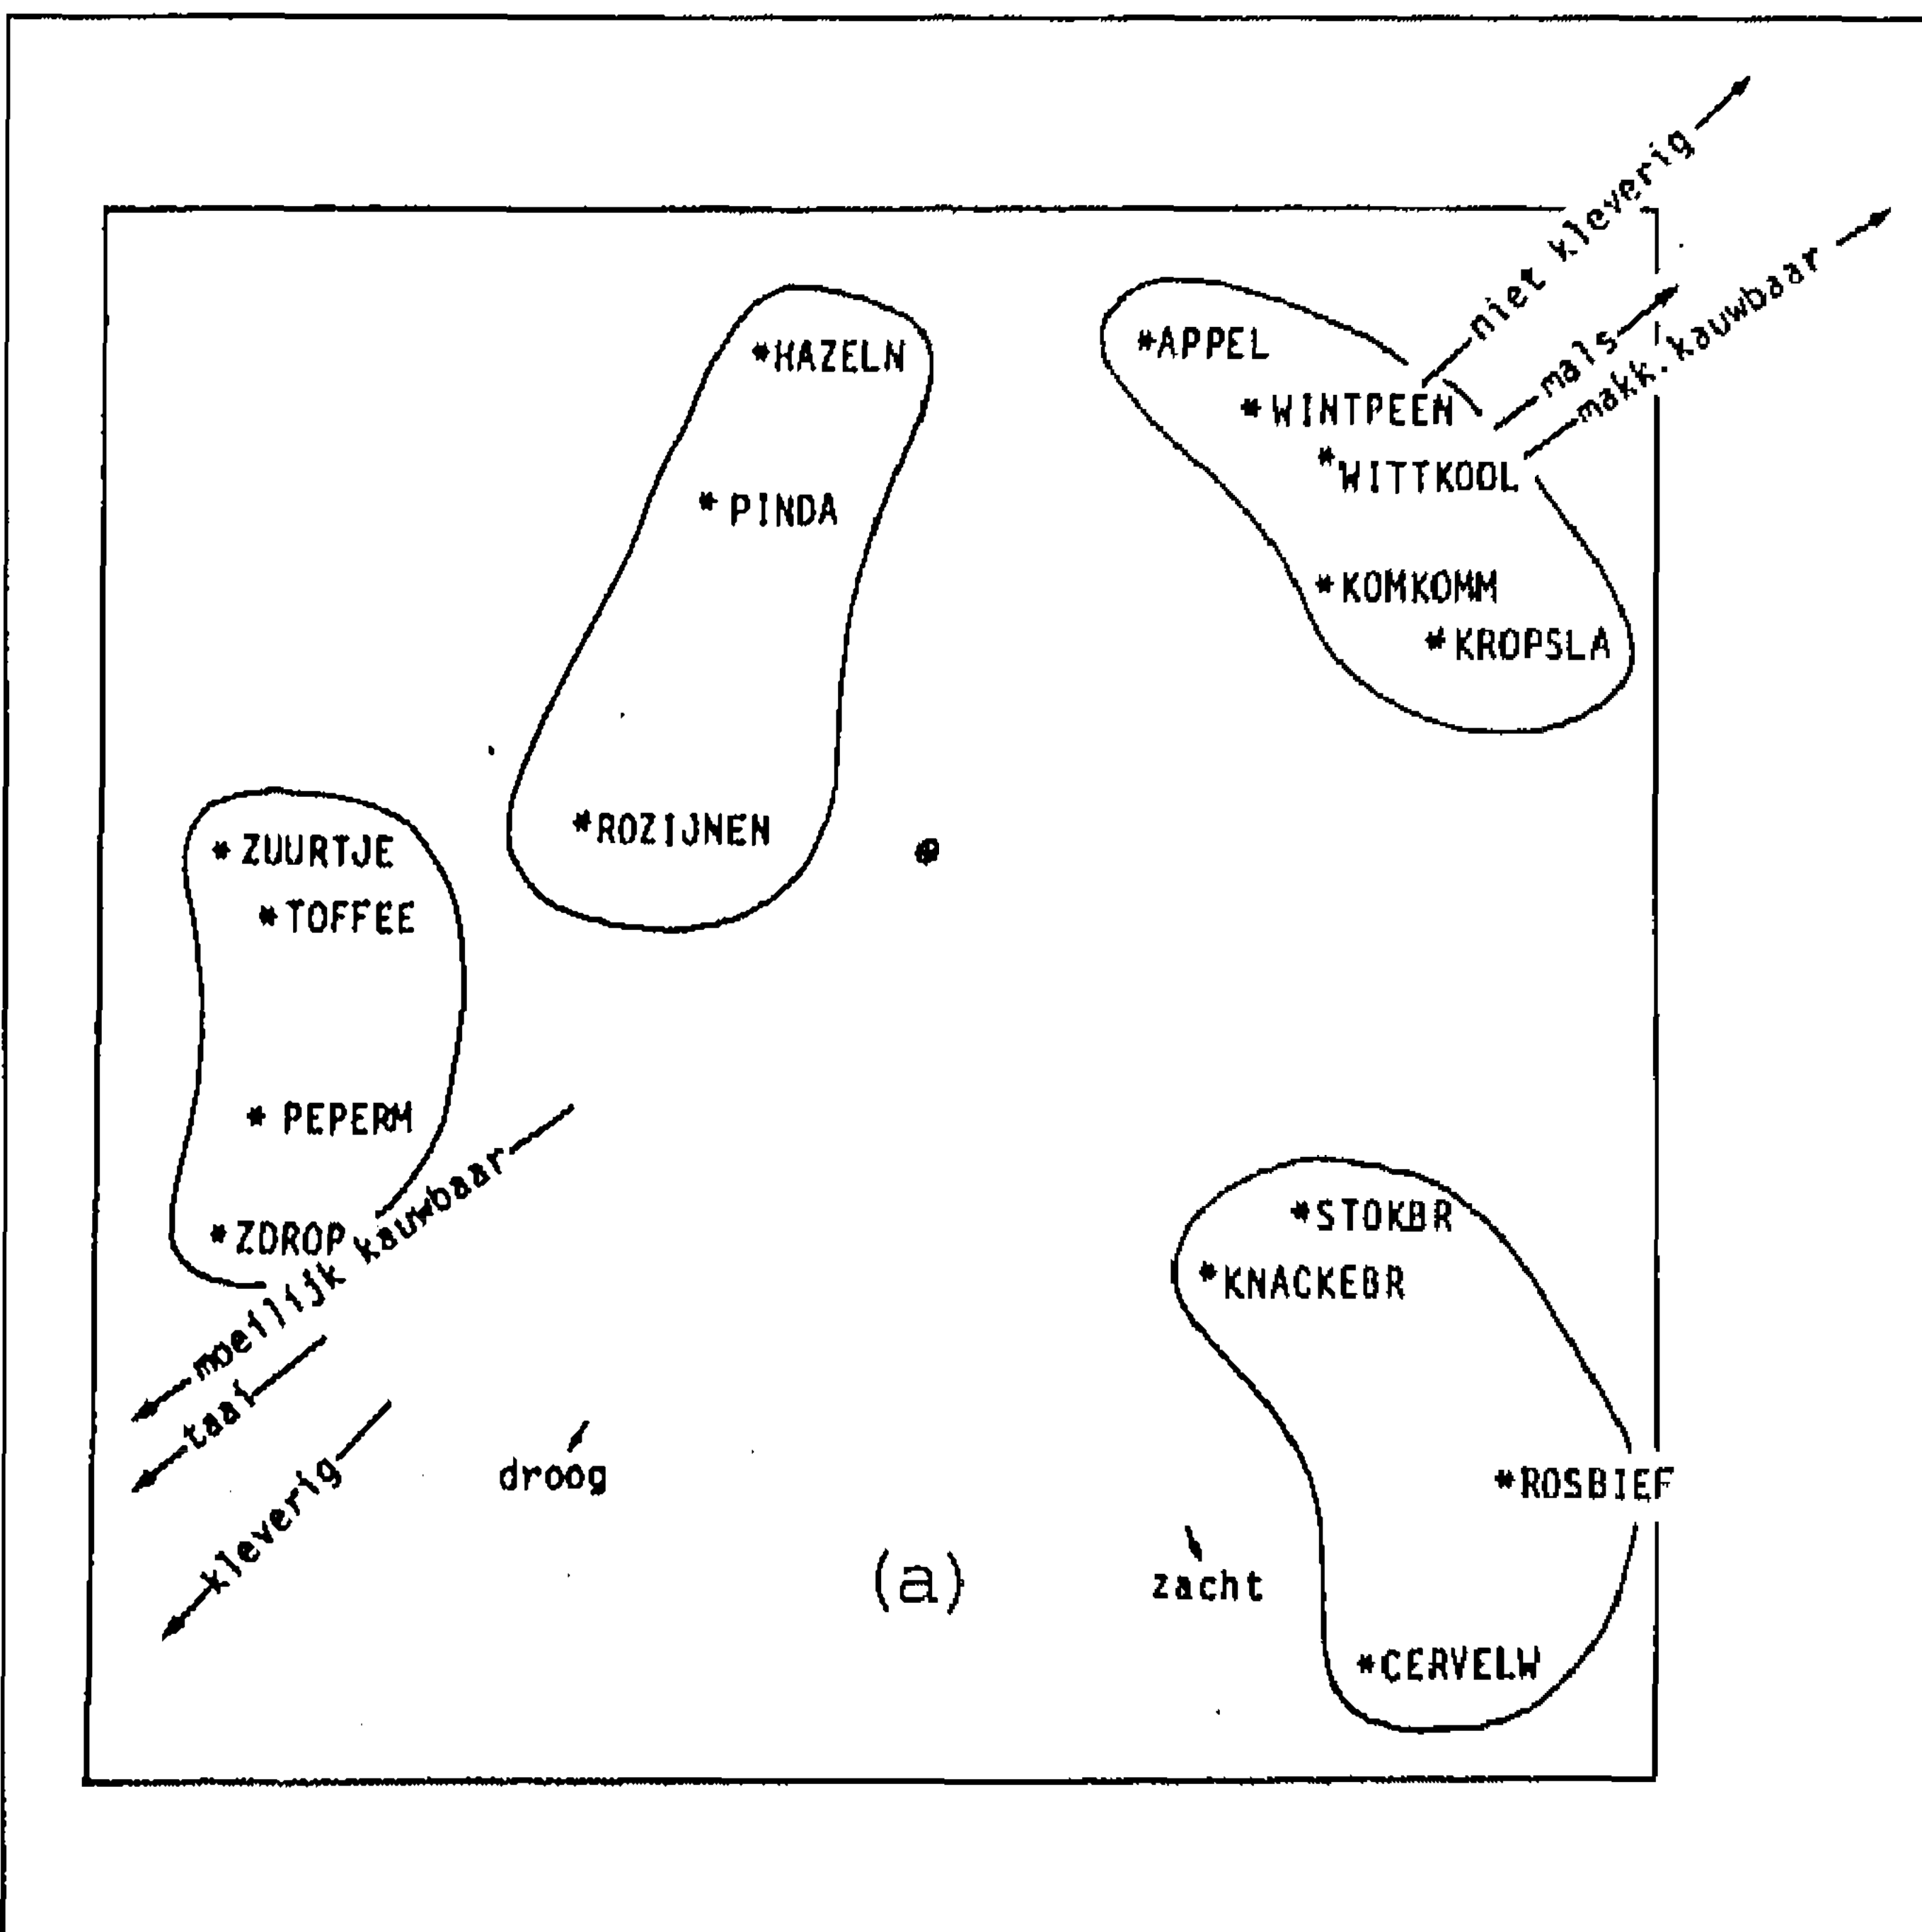 niet kleverig
mals
makk. kauwbaar
*HAZELN
*APPEL
*WINTPEEN
*WITTKOOL
*PINDA
*KOMKOMM
*KROPSLA
*ROZIJNEN
*ZUURTJE
*TOFFEE
*PEPERM
*ZDROP
moeilijk kauwbaar
taai
kleverig
droog
*STOKBR
*KNACKEBR
*ROSBIEF
(a)
zacht
*CERVELW